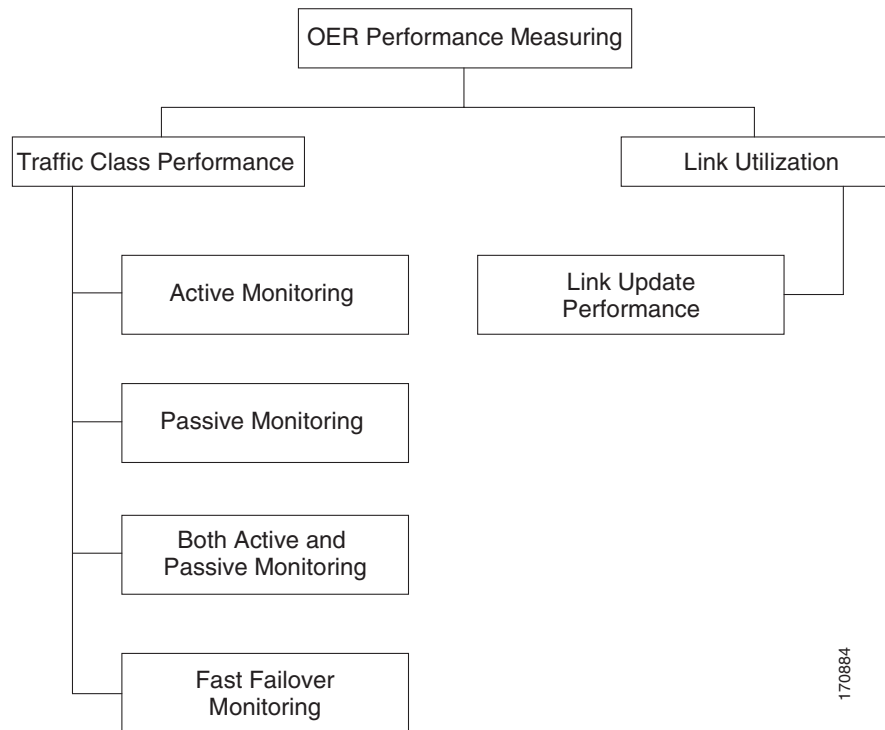 OER Performance Measuring
Traffic Class Performance
Link Utilization
Active Monitoring
Link Update
Performance
Passive Monitoring
Both Active and
Passive Monitoring
Fast Failover
Monitoring
170884